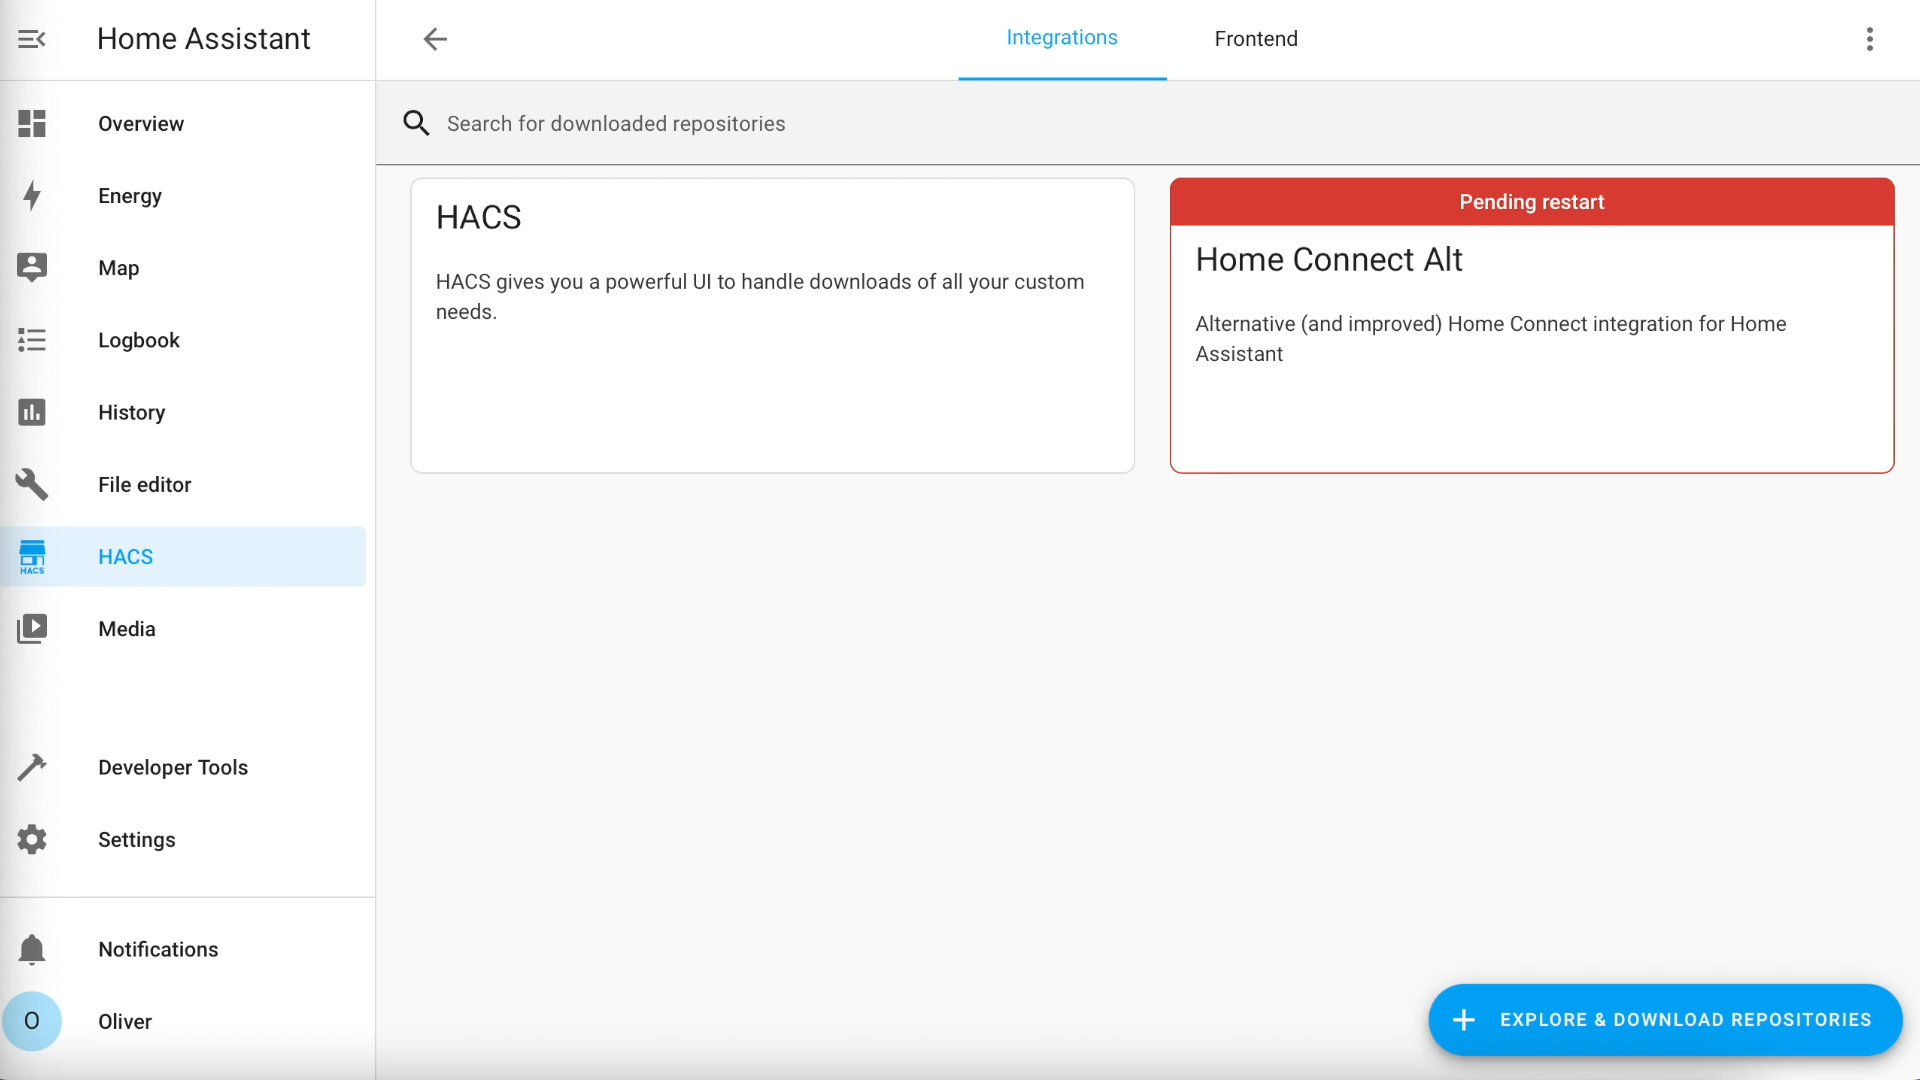 Home Assistant
Integrations
Frontend
Overview
Energy
Map
Logbook
History
File editor
HACS
HACS
Media
Developer Tools
Settings
Notifications
O
Oliver
Search for downloaded repositories
HACS
HACS gives you a powerful UI to handle downloads of all your custom
needs.
Pending restart
Home Connect Alt
Alternative (and improved) Home Connect integration for Home
Assistant
EXPLORE & DOWNLOAD REPOSITORIES